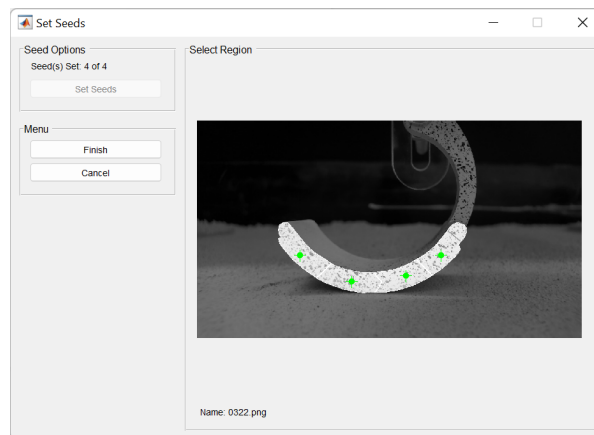 Set Seeds
Seed Options
Seed(s) Set: 4 of 4
Set Seeds
Menu
Finish
Cancel
Select Region
Name: 0322.png